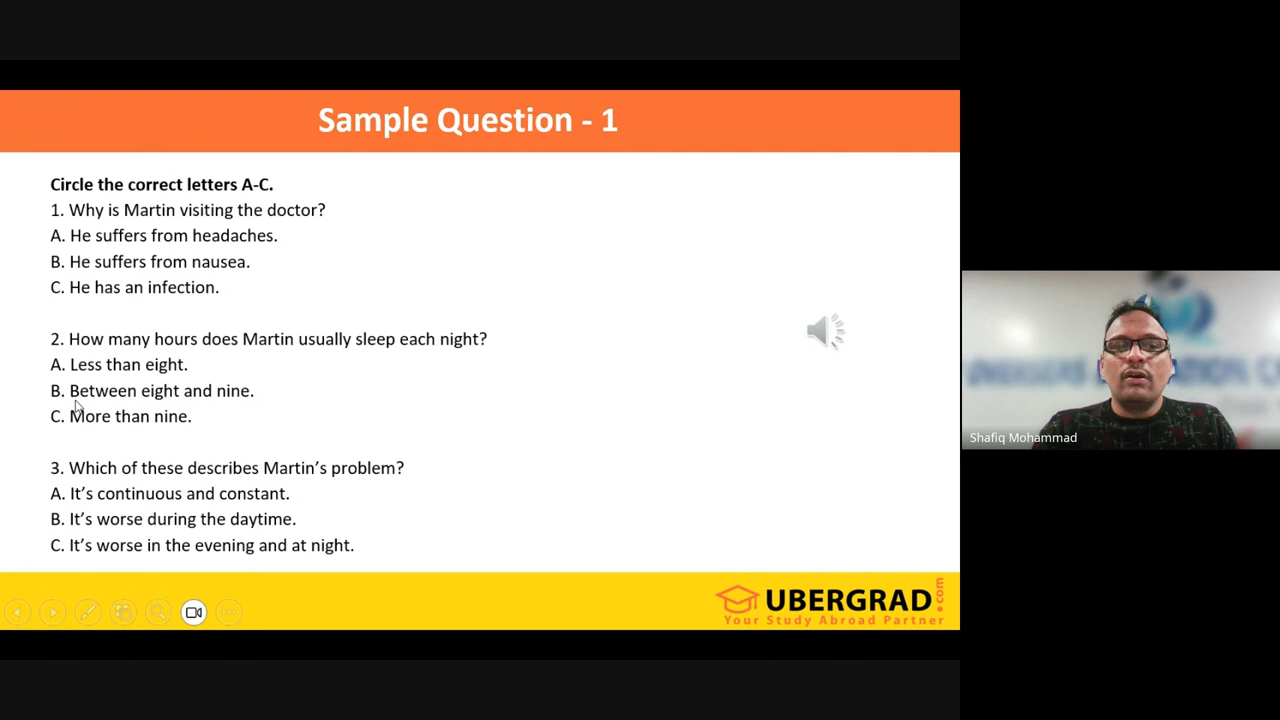 Sample Question - 1
Circle the correct letters A-C.
1. Why is Martin visiting the doctor?
A. He suffers from headaches.
B. He suffers from nausea.
C. He has an infection.
2. How many hours does Martin usually sleep each night?
A. Less than eight.
B. Between eight and nine.
C. More than nine.
3. Which of these describes Martin’s problem?
A. It’s continuous and constant.
B. It’s worse during the daytime.
C. It’s worse in the evening and at night.
UBERGRAD.com
Your Study Abroad Partner
Shafiq Mohammad